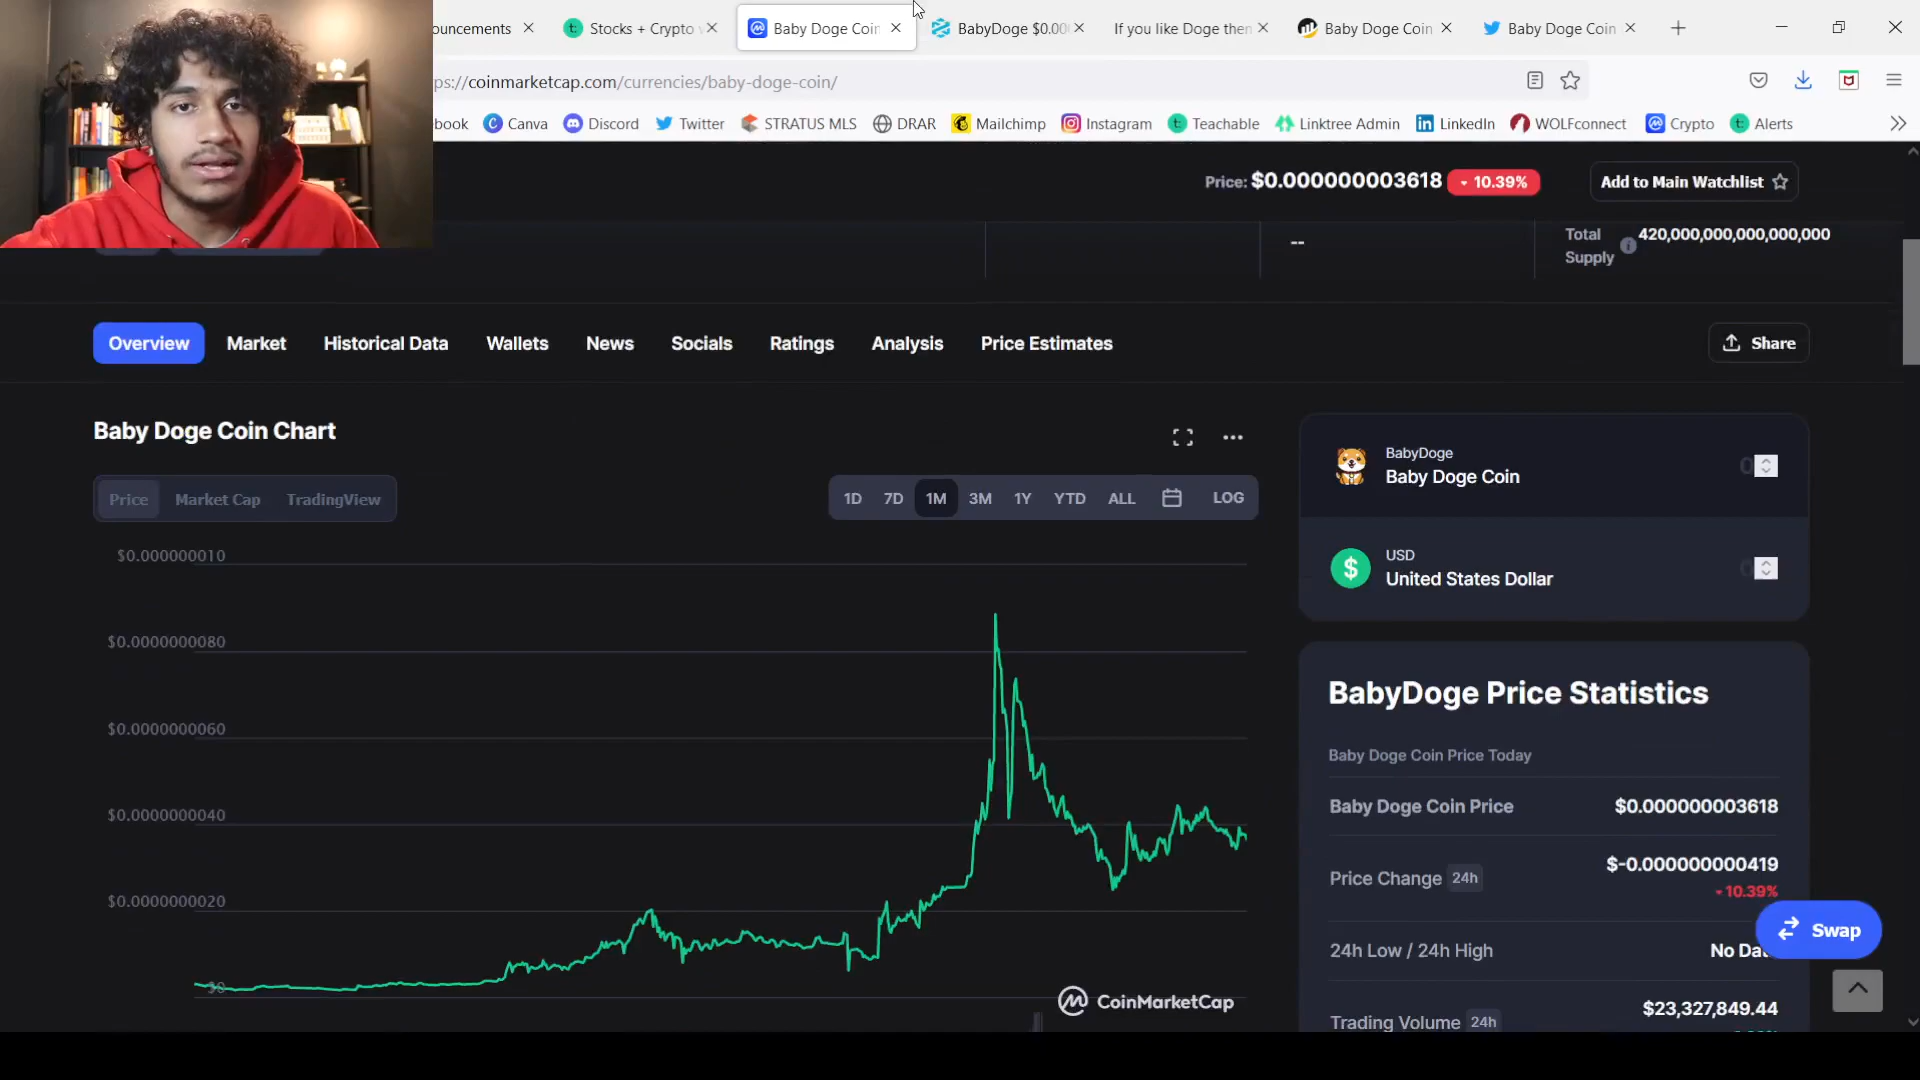 ouncements
Stocks + Crypto
Baby Doge Coin
BabyDoge $0.00
If you like Doge then
Baby Doge Coin
Baby Doge Coin
ps://coinmarketcap.com/currencies/baby-doge-coin/
book
Canva
Discord
Twitter
STRATUS MLS
DRAR
Mailchimp
Instagram
Teachable
Linktree Admin
LinkedIn
WOLFconnect
Crypto
Alerts
Price: $0.000000003618
10.39%
Add to Main Watchlist
--
Total
Supply
420,000,000,000,000,000
Overview
Market
Historical Data
Wallets
News
Socials
Ratings
Analysis
Price Estimates
Share
Baby Doge Coin Chart
Price
Market Cap
TradingView
1D
7D
1M
3M
1Y
YTD
ALL
LOG
$0.000000010
$0.0000000080
$0.0000000060
$0.0000000040
$0.0000000020
$0
CoinMarketCap
BabyDoge
Baby Doge Coin
USD
United States Dollar
BabyDoge Price Statistics
Baby Doge Coin Price Today
Baby Doge Coin Price
$0.000000003618
Price Change 24h
$-0.000000000419
10.39%
24h Low / 24h High
No Dat
Swap
Trading Volume 24h
$23,327,849.44